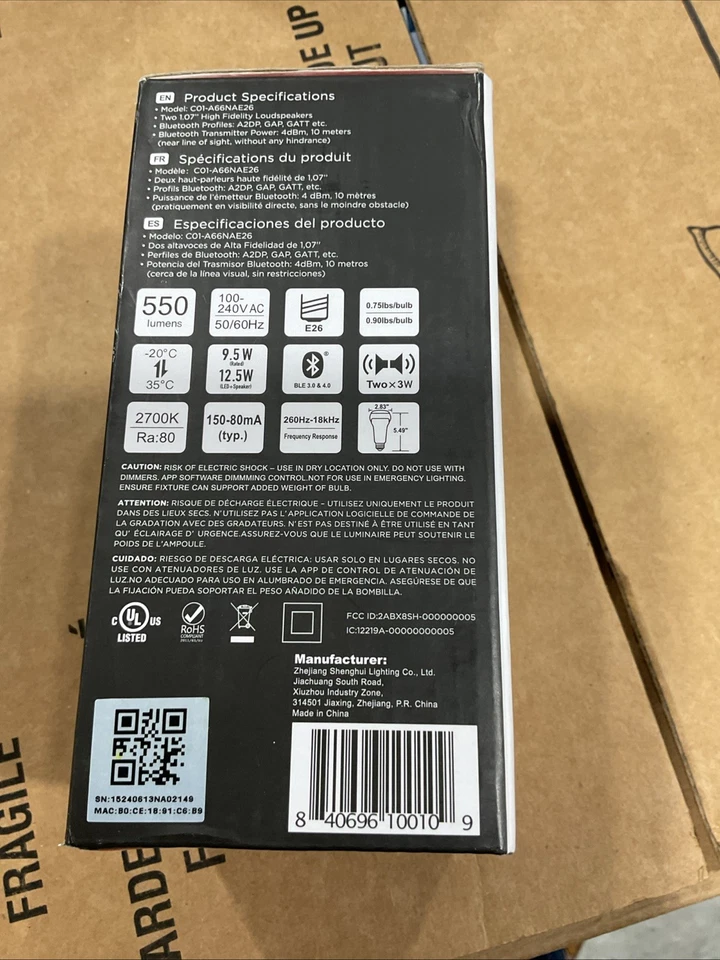 DE UP
UT
EN Product Specifications
• Model: C01-A66NAE26
• Two 1.07" High Fidelity Loudspeakers
• Bluetooth Profiles: A2DP, GAP, GATT etc.
• Bluetooth Transmitter Power: 4dBm, 10 meters
(near line of sight, without any hindrance)
FR Spécifications du produit
• Modèle: C01-A66NAE26
• Deux haut-parleurs haute fidélité de 1,07"
• Profils Bluetooth: A2DP, GAP, GATT, etc.
• Puissance de l'émetteur Bluetooth: 4 dBm, 10 mètres
(pratiquement en visibilité directe, sans le moindre obstacle)
ES Especificaciones del producto
• Modelo: C01-A66NAE26
• Dos altavoces de Alta Fidelidad de 1,07"
• Perfiles de Bluetooth: A2DP, GAP, GATT, etc.
• Potencia del Trasmisor Bluetooth: 4dBm, 10 metros
(cerca de la línea visual, sin restricciones)
550
lumens
100-
240V AC
50/60Hz
E26
0.75lbs/bulb
0.90lbs/bulb
-20°C
35°C
9.5W
(Rated)
12.5W
(LED+Speaker)
BLE 3.0 & 4.0
Two×3W
2700K
Ra:80
150-80mA
(typ.)
260Hz-18kHz
Frequency Response
2.83"
5.49"
CAUTION: RISK OF ELECTRIC SHOCK – USE IN DRY LOCATION ONLY. DO NOT USE WITH
DIMMERS. APP SOFTWARE DIMMMING CONTROL.NOT FOR USE IN EMERGENCY LIGHTING.
ENSURE FIXTURE CAN SUPPORT ADDED WEIGHT OF BULB.
ATTENTION: RISQUE DE DÉCHARGE ÉLECTRIQUE – UTILISEZ UNIQUEMENT LE PRODUIT
DANS DES LIEUX SECS. N'UTILISEZ PAS L'APPLICATION LOGICIELLE DE COMMANDE DE
LA GRADATION AVEC DES GRADATEURS. N'EST PAS DESTINÉ À ÊTRE UTILISÉ EN TANT
QU' ÉCLAIRAGE D' URGENCE.ASSUREZ-VOUS QUE LE LUMINAIRE PEUT SOUTENIR LE
POIDS DE L'AMPOULE.
CUIDADO: RIESGO DE DESCARGA ELÉCTRICA: USAR SOLO EN LUGARES SECOS. NO
USE CON ATENUADORES DE LUZ. USE LA APP DE CONTROL DE ATENUACIÓN DE
LUZ.NO ADECUADO PARA USO EN ALUMBRADO DE EMERGENCIA. ASEGÚRESE DE QUE
LA FIJACIÓN PUEDA SOPORTAR EL PESO AÑADIDO DE LA BOMBILLA.
C UL US
LISTED
RoHS
COMPLIANT
FCC ID:2ABX8SH-000000005
IC:12219A-00000000005
Manufacturer:
Zhejiang Shenghui Lighting Co., Ltd.
Jiachuang South Road,
Xiuzhou Industry Zone,
314501 Jiaxing, Zhejiang, P.R. China
Made in China
SN:15240613NA02149
MAC:B0:CE:18:91:C6:B9
8 40696 10010 9
FRAGILE
ARDE
F